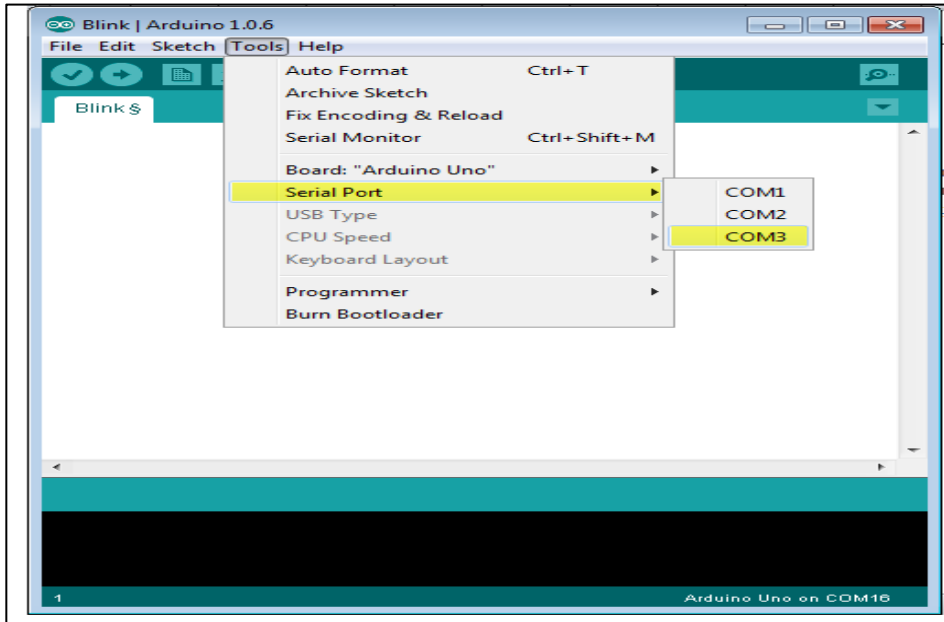 Blink | Arduino 1.0.6
File Edit Sketch Tools Help
Auto Format Ctrl+T
Archive Sketch
Blink §
Fix Encoding & Reload
Serial Monitor Ctrl+Shift+M
Board: "Arduino Uno"
Serial Port COM1
USB Type COM2
CPU Speed COM3
Keyboard Layout
Programmer
Burn Bootloader
1 Arduino Uno on COM16